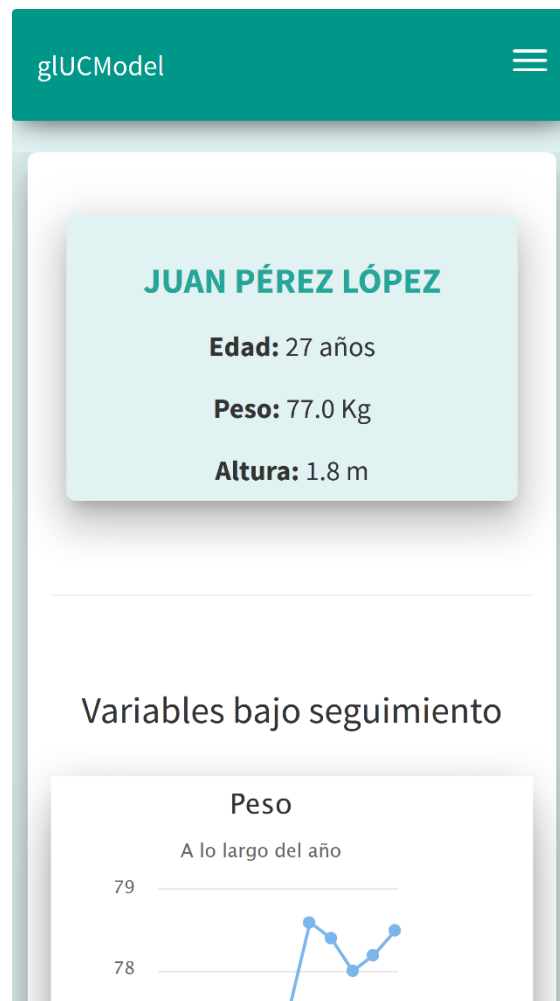 glUCModel
JUAN PÉREZ LÓPEZ
Edad: 27 años
Peso: 77.0 Kg
Altura: 1.8 m
Variables bajo seguimiento
Peso
A lo largo del año
79
78